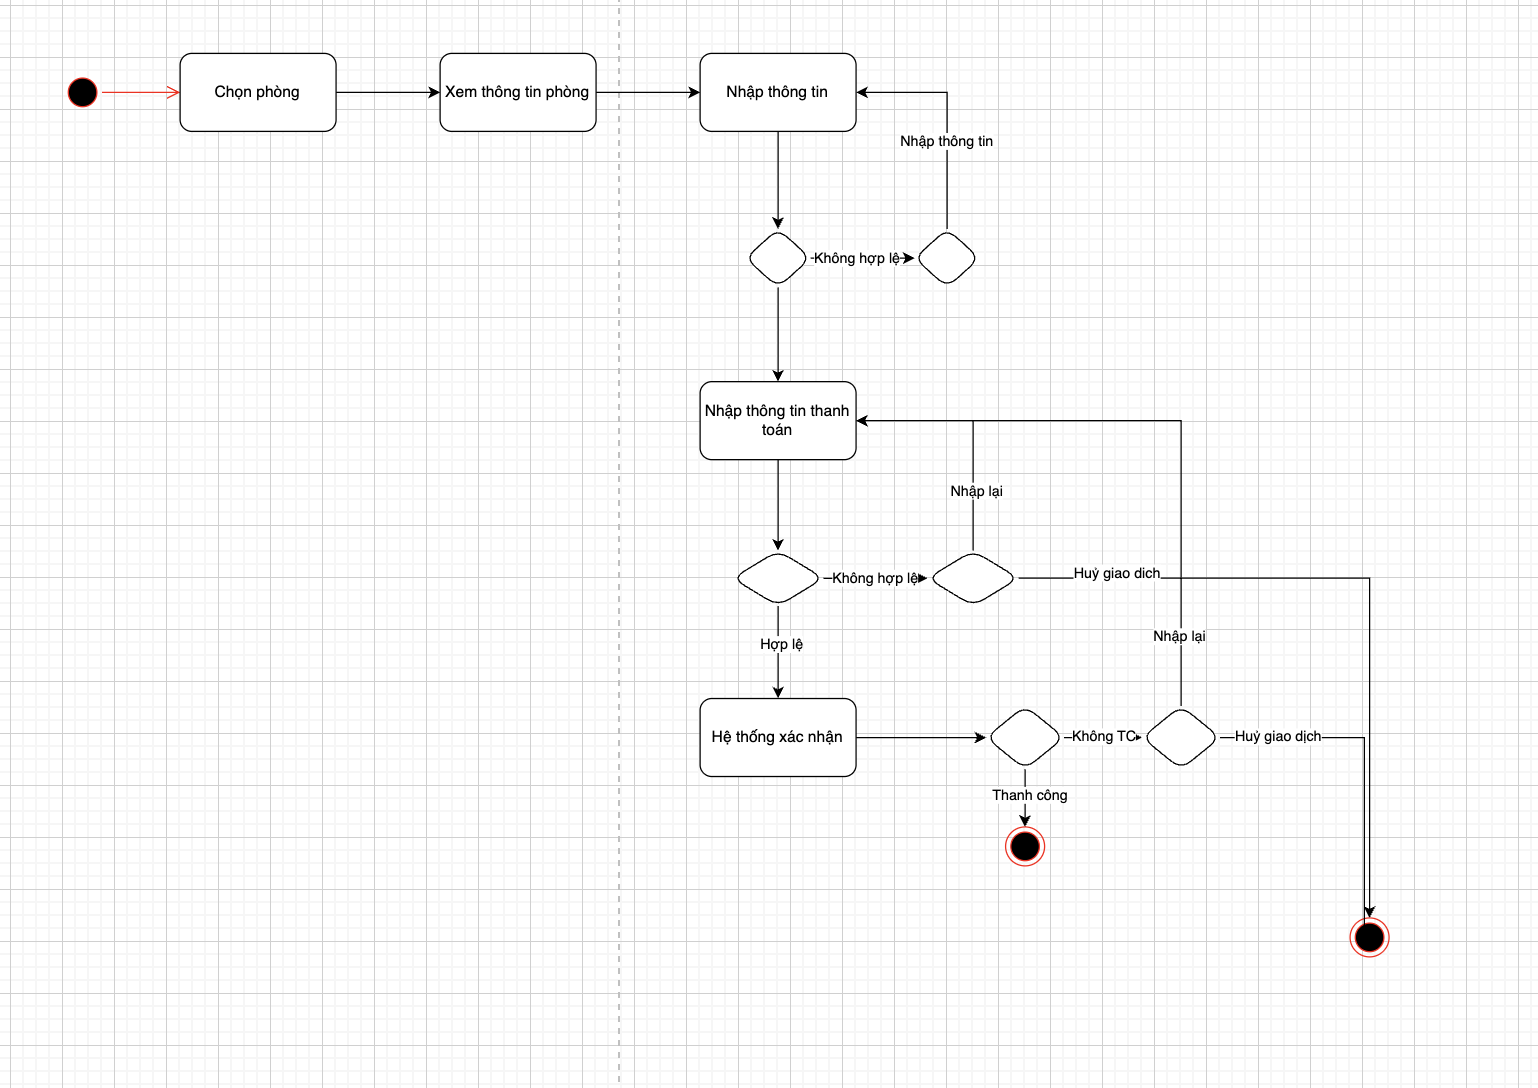 Chọn phòng
Xem thông tin phòng
Nhập thông tin
Nhập thông tin
Không hợp lệ
Nhập thông tin thanh
toán
Nhập lại
Không hợp lệ
Huỷ giao dich
Hợp lệ
Nhập lại
Hệ thống xác nhận
Không TC
Huỷ giao dịch
Thanh công